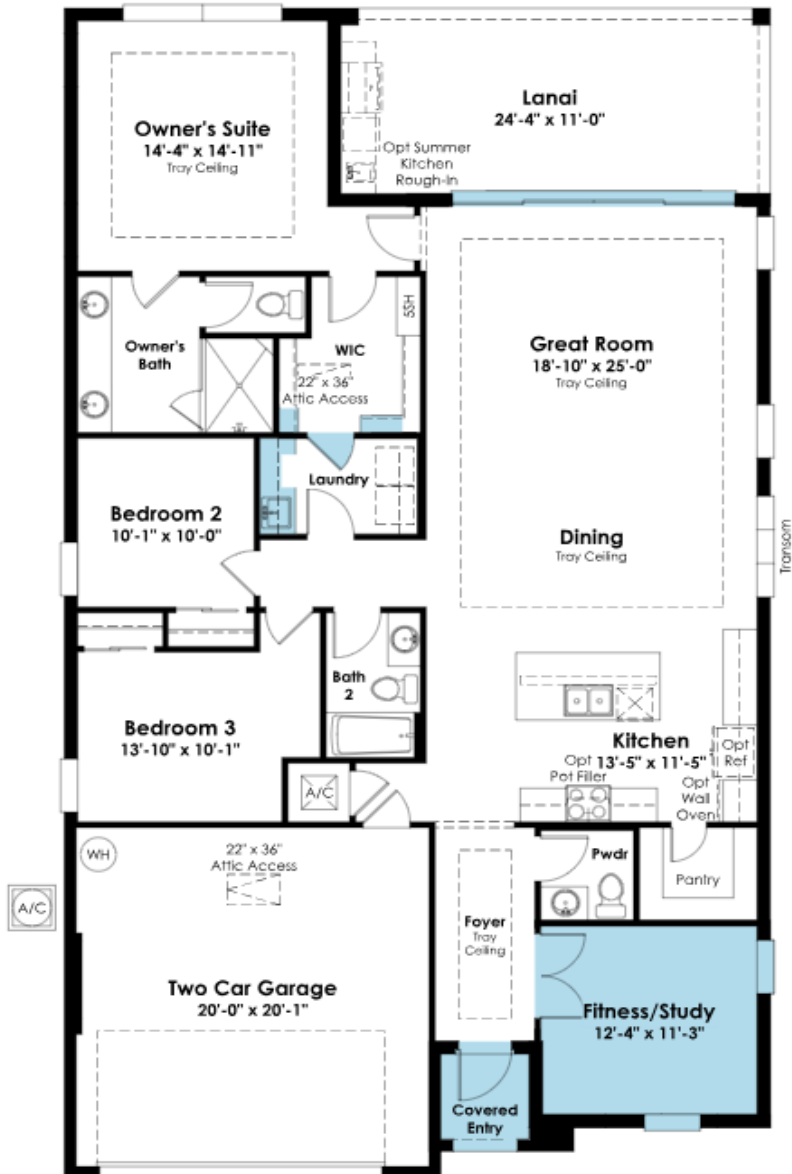 Owner's Suite
14'-4" x 14'-11"
Tray Ceiling
Lanai
24'-4" x 11'-0"
Opt Summer
Kitchen
Rough-In
Owner's
Bath
WIC
5SH
22" x 36"
Attic Access
Great Room
18'-10" x 25'-0"
Tray Ceiling
Laundry
Bedroom 2
10'-1" x 10'-0"
Dining
Tray Ceiling
Transom
Bath
2
Bedroom 3
13'-10" x 10'-1"
Kitchen
13'-5" x 11'-5"
Opt
Pot Filler
Opt
Ref
Opt
Wall
Oven
A/C
WH
22" x 36"
Attic Access
A/C
Pwdr
Pantry
Foyer
Tray
Ceiling
Two Car Garage
20'-0" x 20'-1"
Fitness/Study
12'-4" x 11'-3"
Covered
Entry